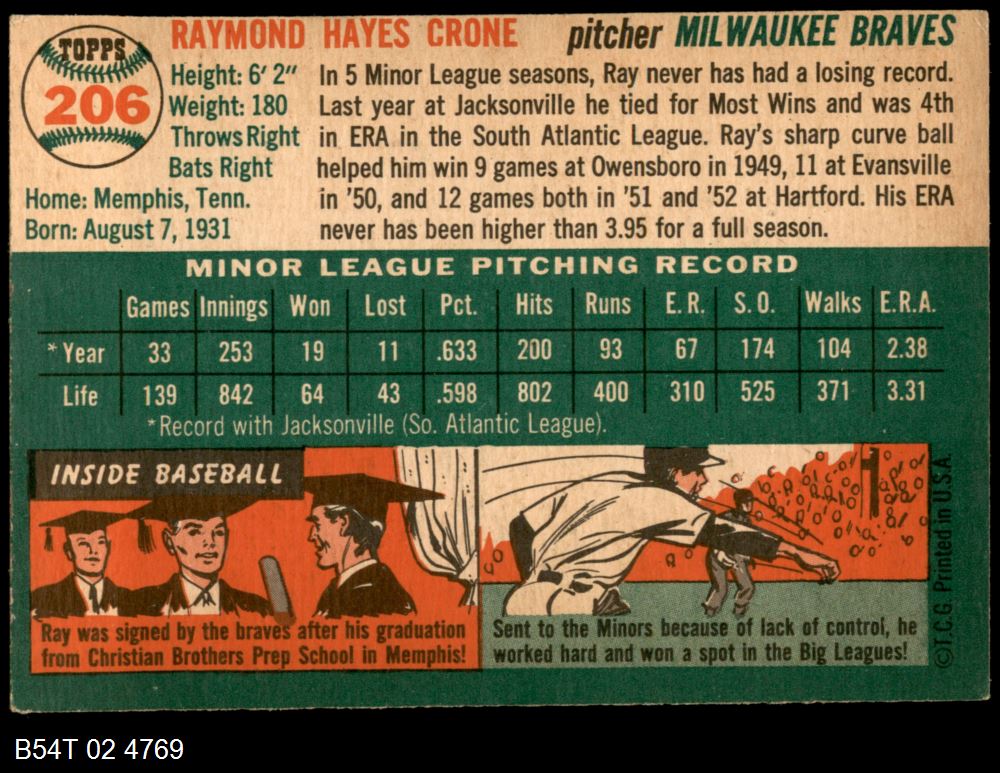 TOPPS
206
RAYMOND HAYES CRONE pitcher MILWAUKEE BRAVES
Height: 6' 2"
Weight: 180
Throws Right
Bats Right
Home: Memphis, Tenn.
Born: August 7, 1931
In 5 Minor League seasons, Ray never has had a losing record.
Last year at Jacksonville he tied for Most Wins and was 4th
in ERA in the South Atlantic League. Ray's sharp curve ball
helped him win 9 games at Owensboro in 1949, 11 at Evansville
in '50, and 12 games both in '51 and '52 at Hartford. His ERA
never has been higher than 3.95 for a full season.
MINOR LEAGUE PITCHING RECORD
Games Innings Won Lost Pct. Hits Runs E.R. S.O. Walks E.R.A.
*Year 33 253 19 11 .633 200 93 67 174 104 2.38
Life 139 842 64 43 .598 802 400 310 525 371 3.31
*Record with Jacksonville (So. Atlantic League).
INSIDE BASEBALL
Ray was signed by the braves after his graduation
from Christian Brothers Prep School in Memphis!
Sent to the Minors because of lack of control, he
worked hard and won a spot in the Big Leagues!
©T.C.G. Printed in U.S.A
B54T 02 4769